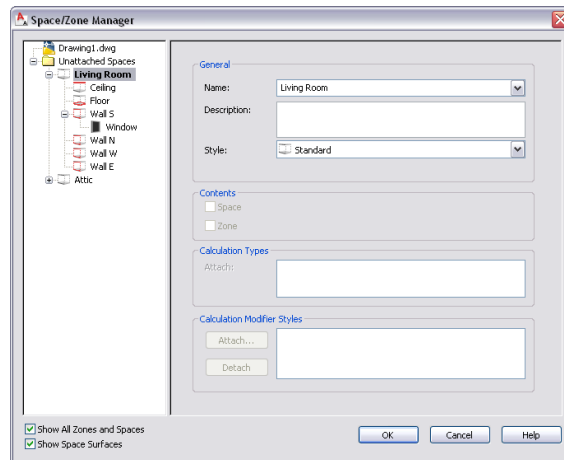 Space/Zone Manager
Drawing1.dwg
Unattached Spaces
Living Room
Ceiling
Floor
Wall S
Window
Wall N
Wall W
Wall E
Attic
General
Name:
Living Room
Description:
Style:
Standard
Contents
Space
Zone
Calculation Types
Attach:
Calculation Modifier Styles
Attach...
Detach
Show All Zones and Spaces
Show Space Surfaces
OK
Cancel
Help